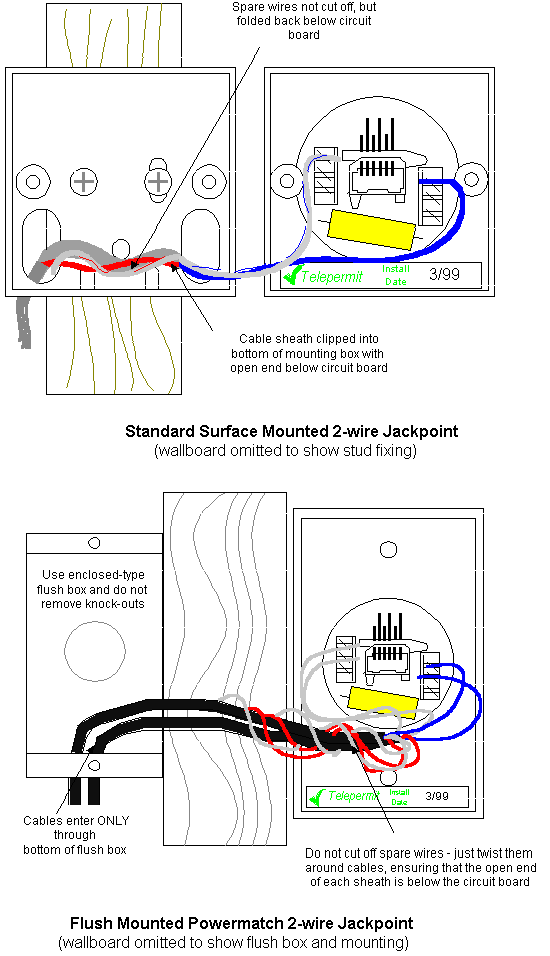 Spare wires not cut off, but
folded back below circuit
board
Telepermit
Install
Date
3/99
Cable sheath clipped into
bottom of mounting box with
open end below circuit board
Standard Surface Mounted 2-wire Jackpoint
(wallboard omitted to show stud fixing)
Use enclosed-type
flush box and do not
remove knock-outs
Telepermit
Install
Date
3/99
Cables enter ONLY
through
bottom of flush box
Do not cut off spare wires - just twist them
around cables, ensuring that the open end
of each sheath is below the circuit board
Flush Mounted Powermatch 2-wire Jackpoint
(wallboard omitted to show flush box and mounting)